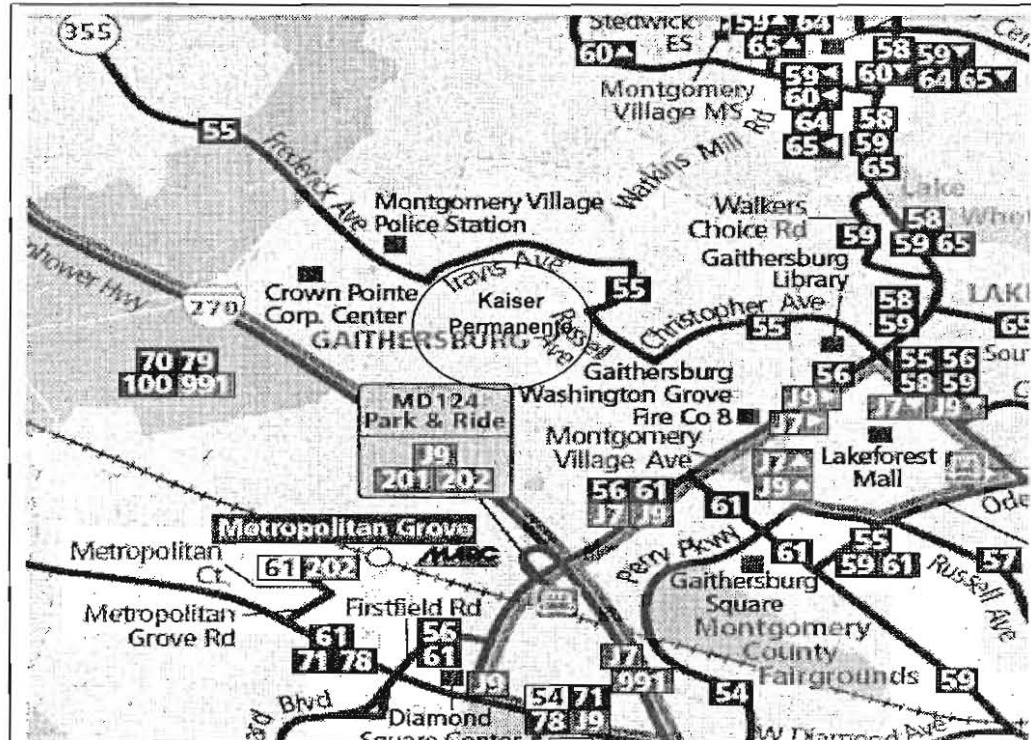 355
Stedwick
ES
59 64
65
60
58
59
60
64 65
Montgomery
Village MS
59
60
64
65
58
59
65
55
Frederick Ave
Watkins Mill Rd
Montgomery Village
Police Station
Walkers
Choice Rd
59
Lake
58
59 65
nhower Hwy
270
Crown Pointe
Corp. Center
Travis Ave
Kaiser
Permanente
Russell
Ave
55
Christopher Ave
55
Gaithersburg
Library
58
59
LAK
65
GAITHERSBURG
70 79
100 991
MD124
Park & Ride
J9
201 202
Gaithersburg
Washington Grove
Fire Co 8
56
J9
J7
55 56
58 59
J7 J9
Montgomery
Village Ave
J7
J9
Lakeforest
Mall
56 61
J7 J9
61
Metropolitan Grove
MARC
Metropolitan
Ct.
61 202
Perry Pkwy
61
55
59 61
57
Russell Ave
Gaithersburg
Square
Metropolitan
Grove Rd
Firstfield Rd
61
71 78
56
61
Montgomery
County
Fairgrounds
J7
991
J9
54 71
78 J9
54
59
ard Blvd
Diamond
Square Center
W Diamond Ave